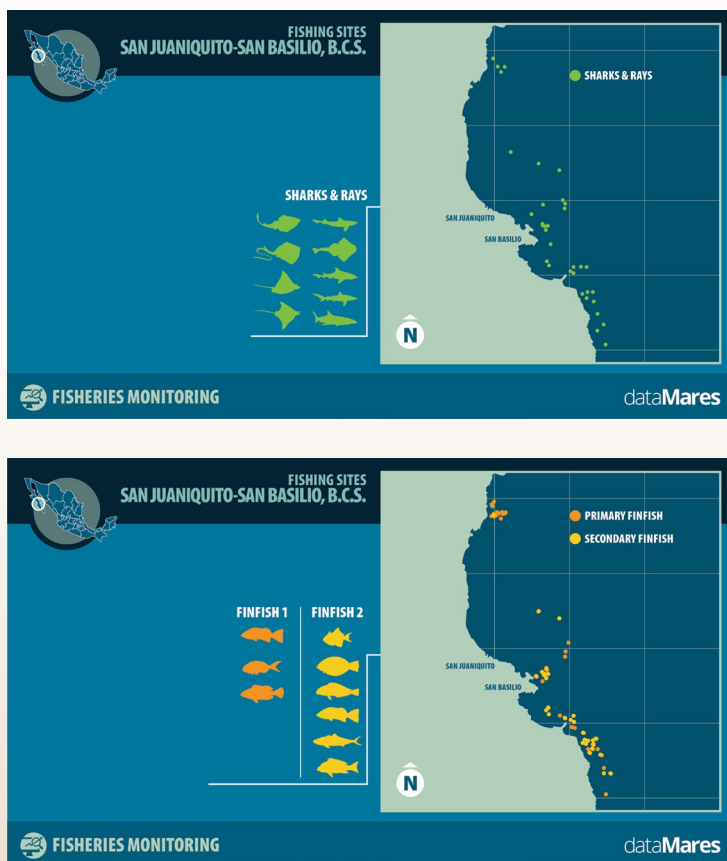 FISHING SITES
SAN JUANIQUITO-SAN BASILIO, B.C.S.
SHARKS & RAYS
SHARKS & RAYS
SAN JUANIQUITO
SAN BASILIO
N
FISHERIES MONITORING
dataMares
FISHING SITES
SAN JUANIQUITO-SAN BASILIO, B.C.S.
PRIMARY FINFISH
SECONDARY FINFISH
FINFISH 1
FINFISH 2
SAN JUANIQUITO
SAN BASILIO
N
FISHERIES MONITORING
dataMares